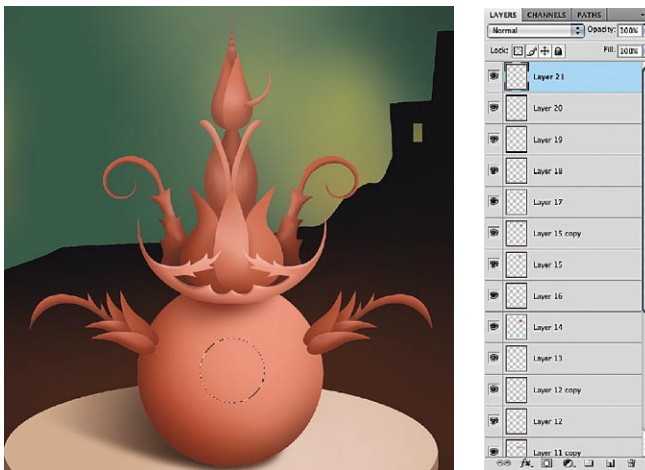 LAYERS CHANNELS PATHS
Normal Opacity: 100%
Lock: Fill: 100%
Layer 21
Layer 20
Layer 19
Layer 18
Layer 17
Layer 15 copy
Layer 15
Layer 16
Layer 14
Layer 13
Layer 12 copy
Layer 12
Layer 11 copy
fx.